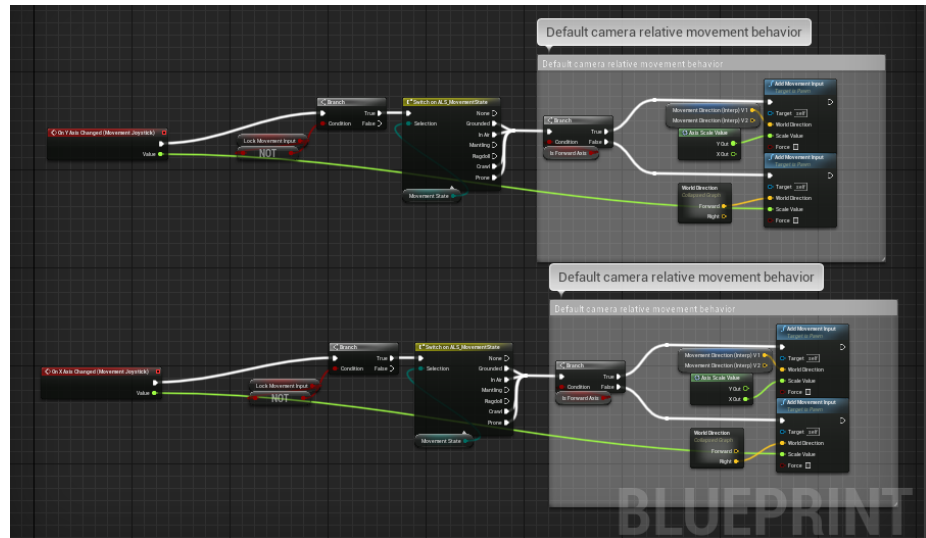 Default camera relative movement behavior
Default camera relative movement behavior
Add Movement Input
Target is Pawn
Target self
World Direction
Scale Value
Force
Movement Direction (Interp) V 1
Movement Direction (Interp) V 2
Axis Scale Value
Y Out
X Out
Branch
True
Condition
False
Is Forward Axis
Add Movement Input
Target is Pawn
Target self
World Direction
Scale Value
Force
World Direction
Collapsed Graph
Forward
Right
Switch on ALS_MovementState
Selection
None
Grounded
In Air
Mantling
Ragdoll
Crawl
Prone
Movement State
Branch
True
Condition
False
Lock Movement Input
NOT
On Y Axis Changed (Movement Joystick)
Value
Default camera relative movement behavior
Default camera relative movement behavior
Add Movement Input
Target is Pawn
Target self
World Direction
Scale Value
Force
Movement Direction (Interp) V 1
Movement Direction (Interp) V 2
Axis Scale Value
Y Out
X Out
Branch
True
Condition
False
Is Forward Axis
Add Movement Input
Target is Pawn
Target self
World Direction
Scale Value
Force
World Direction
Collapsed Graph
Forward
Right
Switch on ALS_MovementState
Selection
None
Grounded
In Air
Mantling
Ragdoll
Crawl
Prone
Movement State
Branch
True
Condition
False
Lock Movement Input
NOT
On X Axis Changed (Movement Joystick)
Value
BLUEPRINT